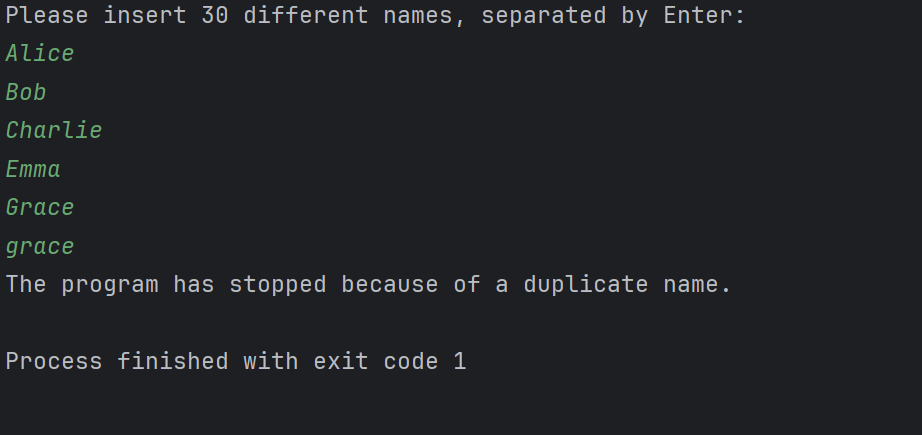 Please insert 30 different names, separated by Enter:
Alice
Bob
Charlie
Emma
Grace
grace
The program has stopped because of a duplicate name.
Process finished with exit code 1